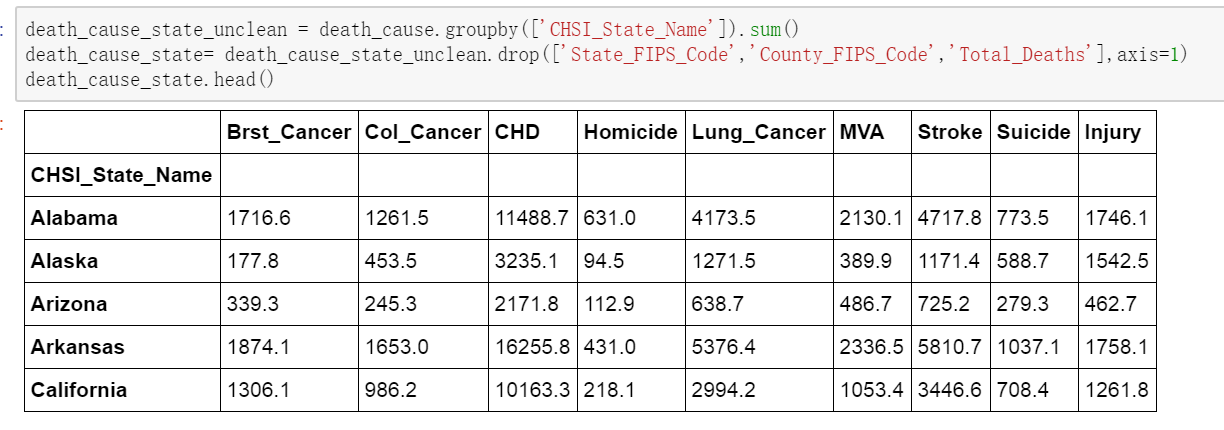 : death_cause_state_unclean = death_cause.groupby(['CHSI_State_Name']).sum()
death_cause_state= death_cause_state_unclean.drop(['State_FIPS_Code','County_FIPS_Code','Total_Deaths'],axis=1)
death_cause_state.head()
: Brst_Cancer Col_Cancer CHD Homicide Lung_Cancer MVA Stroke Suicide Injury
CHSI_State_Name
Alabama 1716.6 1261.5 11488.7 631.0 4173.5 2130.1 4717.8 773.5 1746.1
Alaska 177.8 453.5 3235.1 94.5 1271.5 389.9 1171.4 588.7 1542.5
Arizona 339.3 245.3 2171.8 112.9 638.7 486.7 725.2 279.3 462.7
Arkansas 1874.1 1653.0 16255.8 431.0 5376.4 2336.5 5810.7 1037.1 1758.1
California 1306.1 986.2 10163.3 218.1 2994.2 1053.4 3446.6 708.4 1261.8